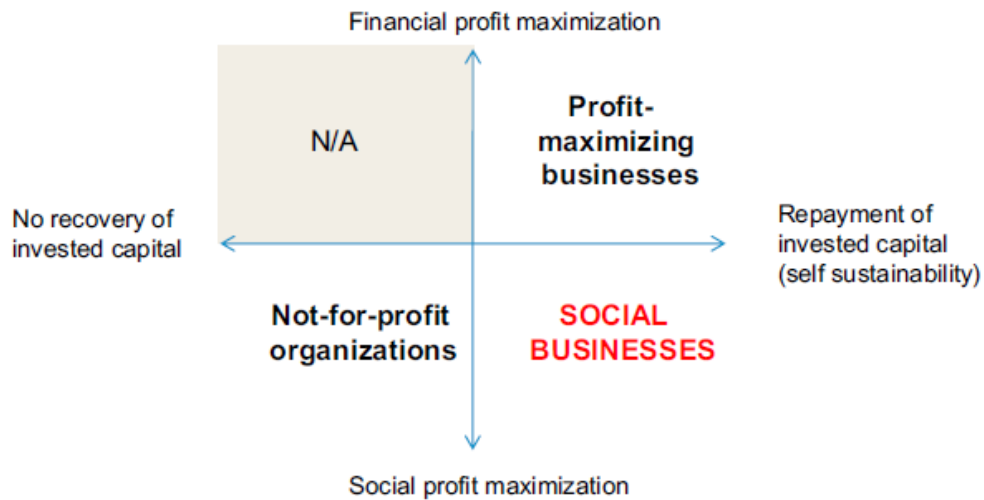 Financial profit maximization
N/A
Profit-
maximizing
businesses
No recovery of
invested capital
Repayment of
invested capital
(self sustainability)
Not-for-profit
organizations
SOCIAL
BUSINESSES
Social profit maximization